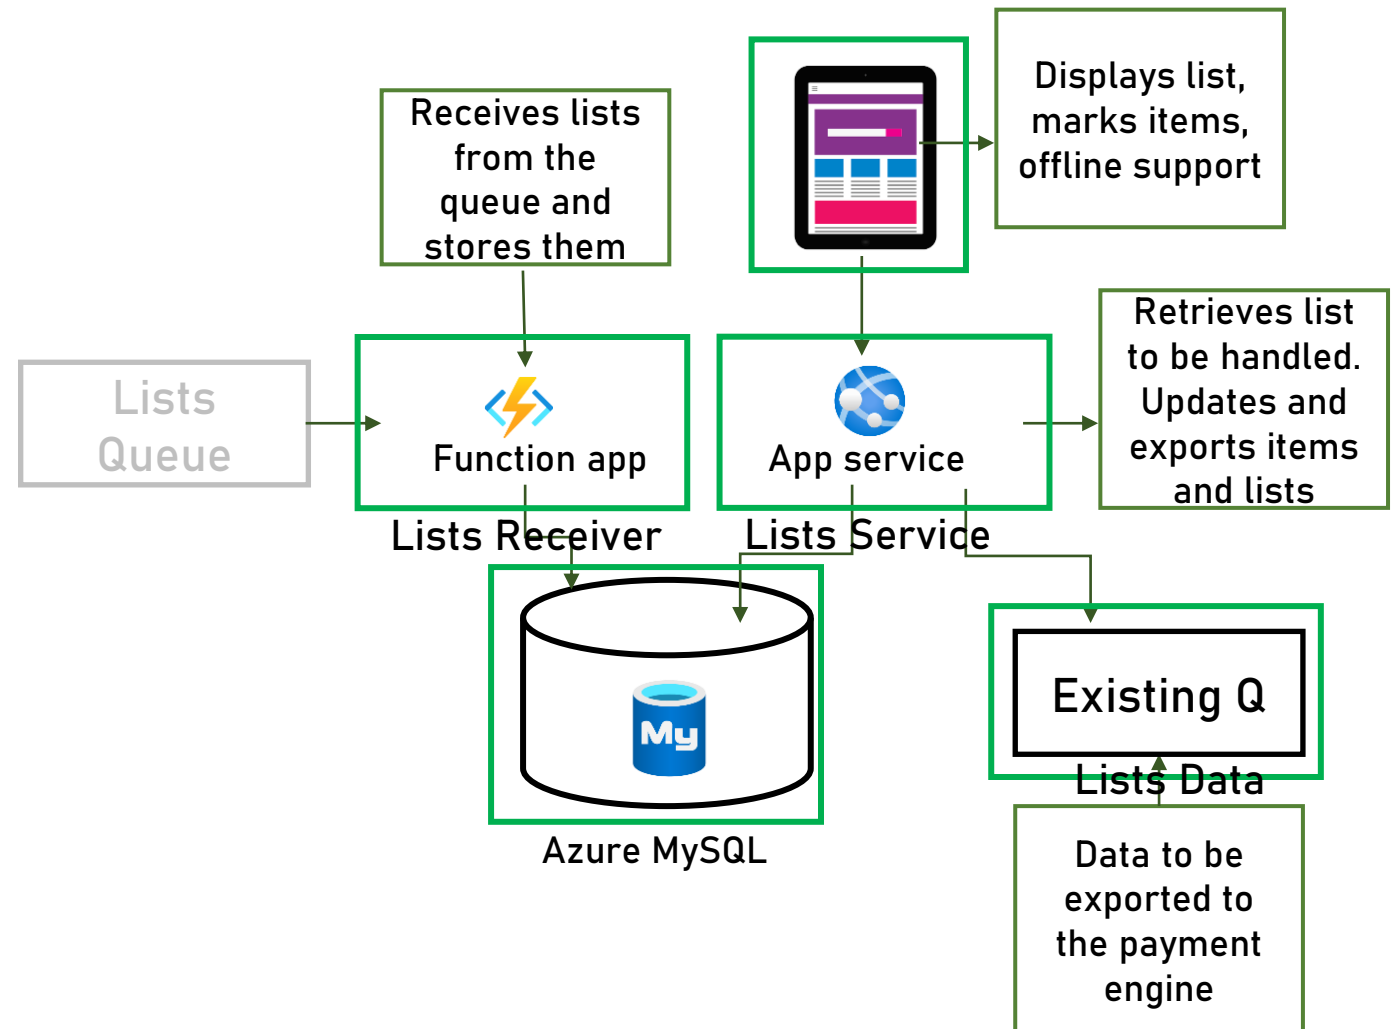 Displays list,
marks items,
offline support
Receives lists
from the
queue and
stores them
Retrieves list
to be handled.
Updates and
exports items
and lists
Lists
Queue
Function app
App service
Lists Receiver
Lists Service
My
Existing Q
Lists Data
Azure MySQL
Data to be
exported to
the payment
engine